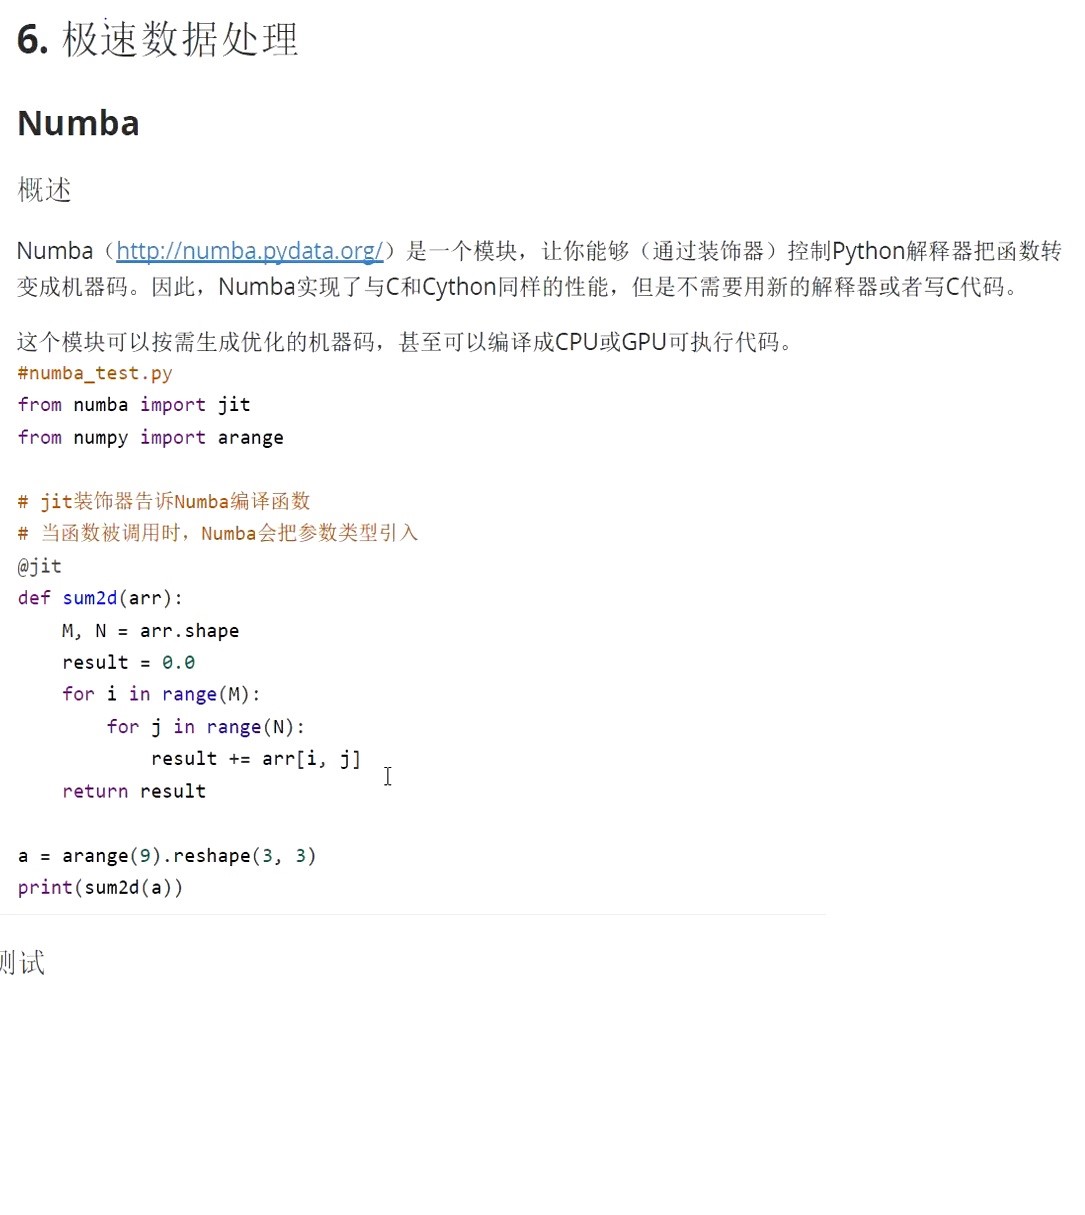 6. 极速数据处理
Numba
概述
Numba（http://numba.pydata.org/）是一个模块，让你能够（通过装饰器）控制Python解释器把函数转
变成机器码。因此，Numba实现了与C和Cython同样的性能，但是不需要用新的解释器或者写C代码。
这个模块可以按需生成优化的机器码，甚至可以编译成CPU或GPU可执行代码。
#numba_test.py
from numba import jit
from numpy import arange
# jit装饰器告诉Numba编译函数
# 当函数被调用时，Numba会把参数类型引入
@jit
def sum2d(arr):
    M, N = arr.shape
    result = 0.0
    for i in range(M):
        for j in range(N):
            result += arr[i, j]
    return result
a = arange(9).reshape(3, 3)
print(sum2d(a))
测试